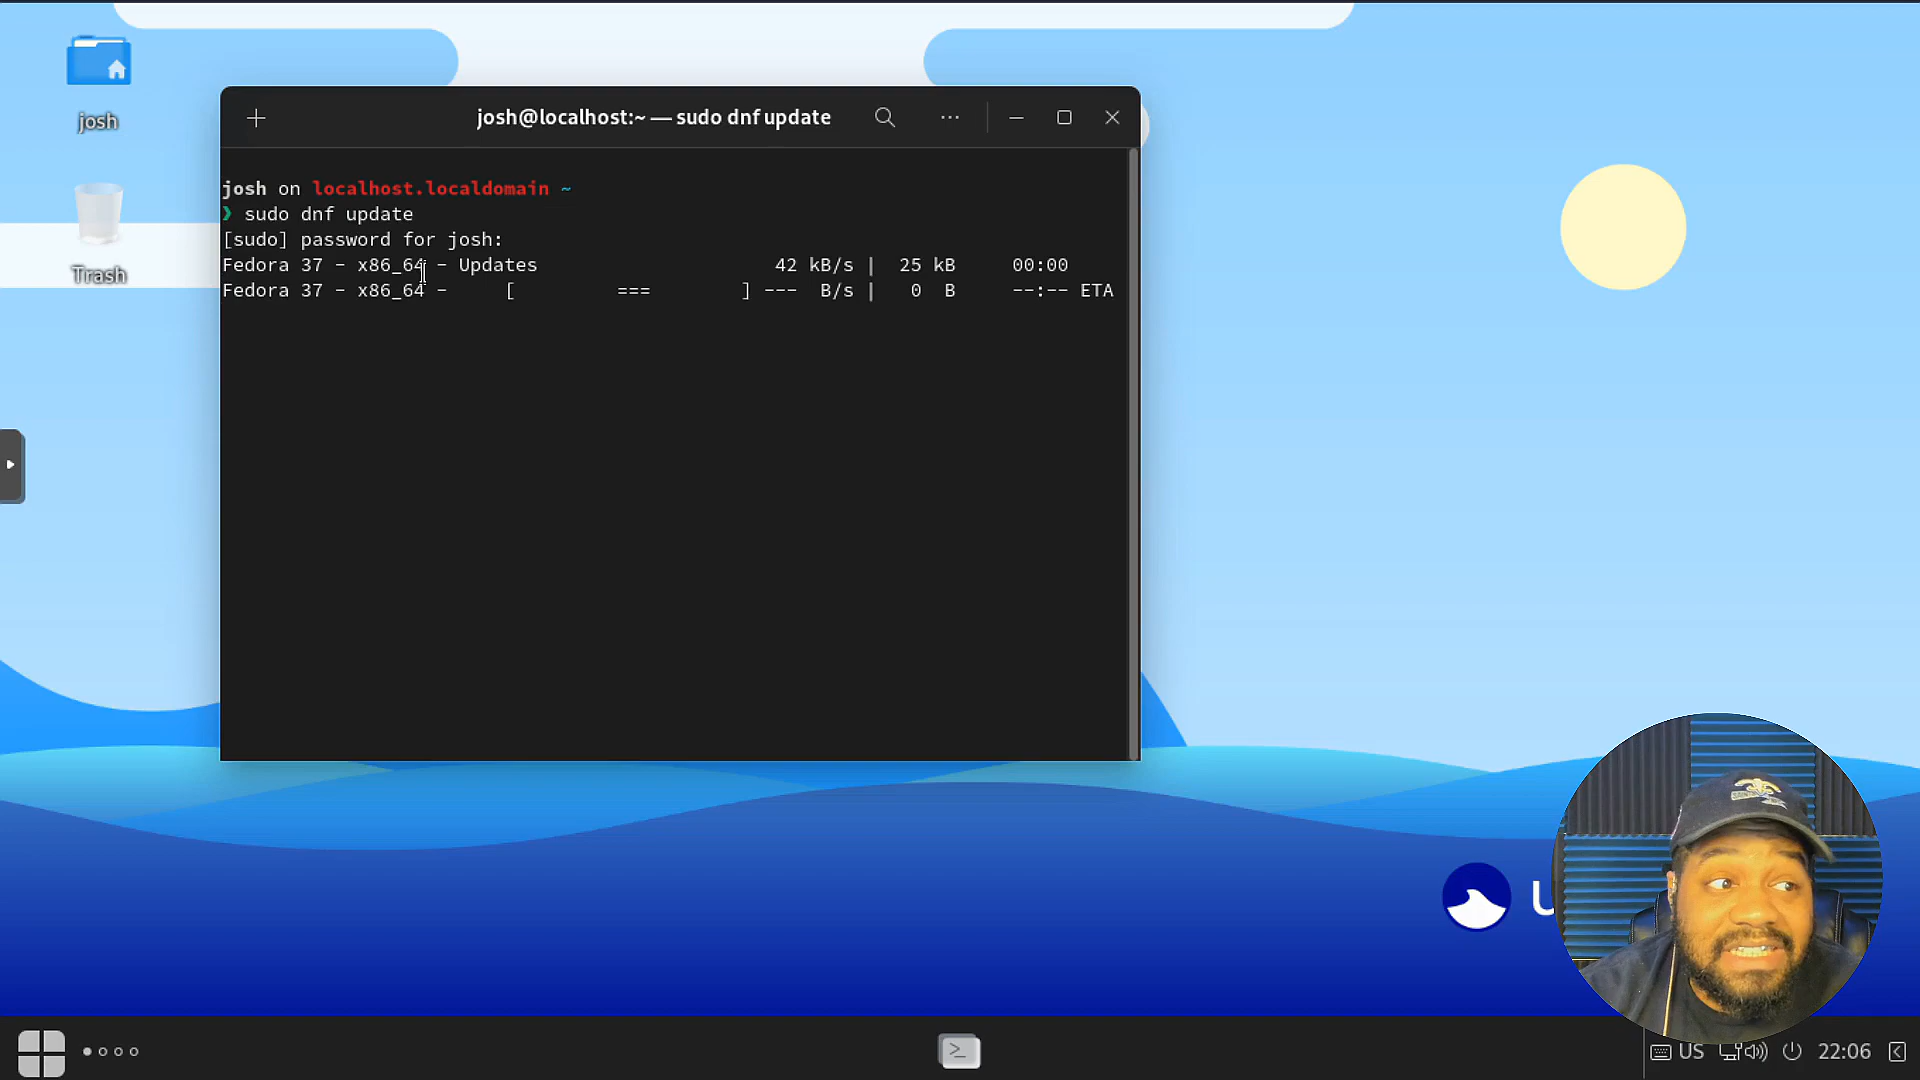 josh
Trash
josh@localhost:~ — sudo dnf update
josh on localhost.localdomain ~
❯ sudo dnf update
[sudo] password for josh:
Fedora 37 - x86_64 - Updates 42 kB/s | 25 kB 00:00
Fedora 37 - x86_64 - [ === ] --- B/s | 0 B --:-- ETA
US
22:06